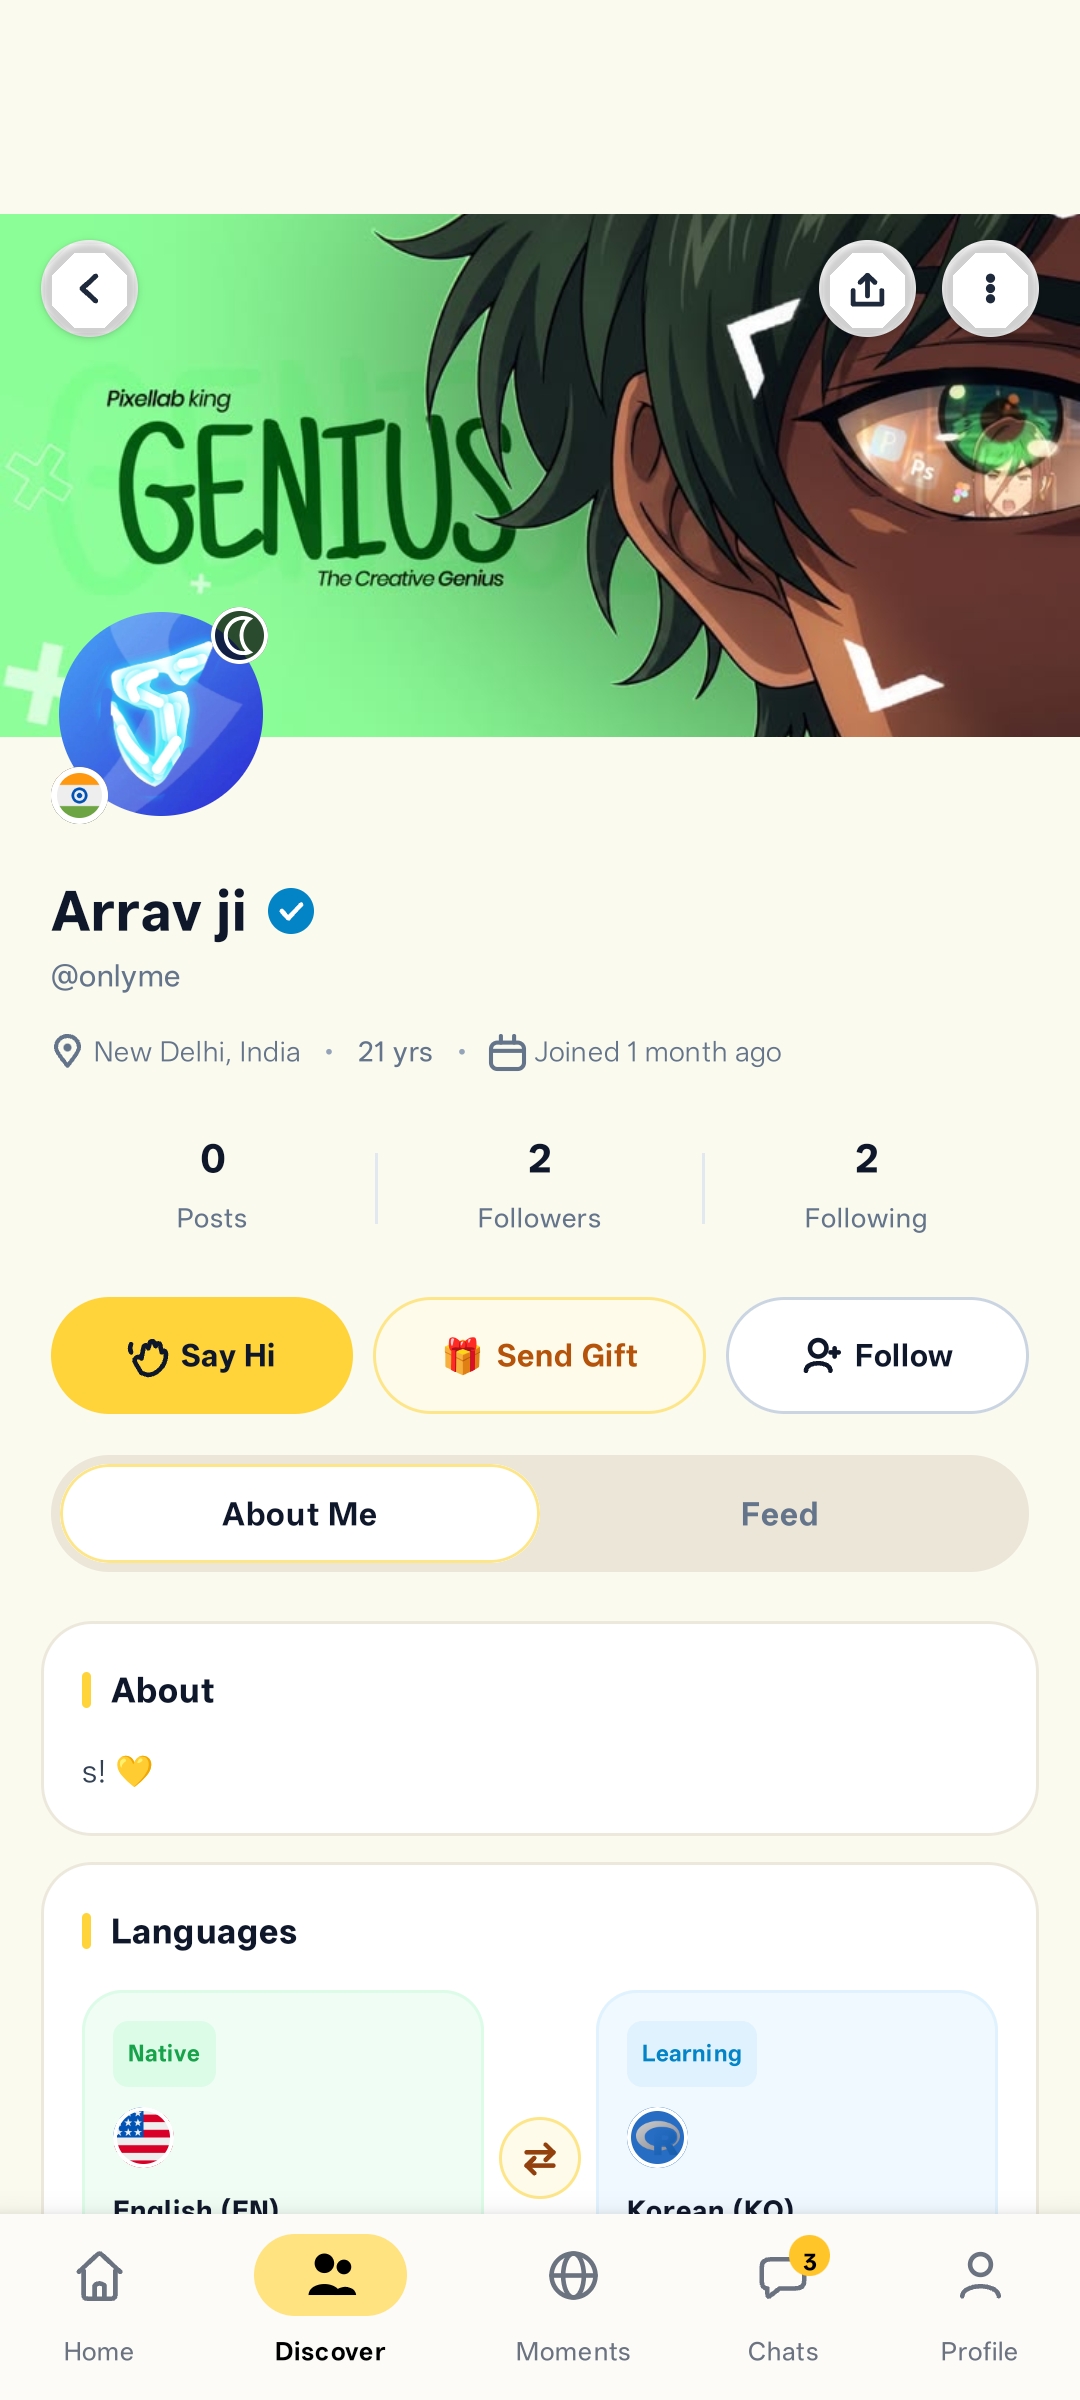 Pixellab king
GENIUS
The Creative Genius
P
Ps
Arrav ji
@onlyme
New Delhi, India • 21 yrs • Joined 1 month ago
0 2 2
Posts Followers Following
Say Hi Send Gift Follow
About Me Feed
About
s! 💛
Languages
Native Learning
English (EN) Korean (KO)
3
Home Discover Moments Chats Profile